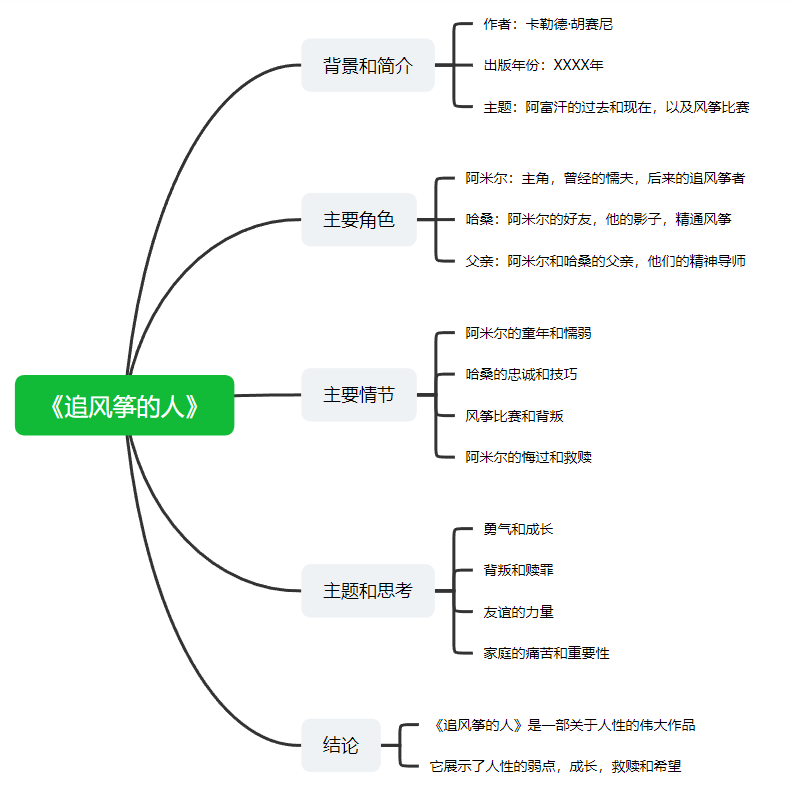 《追风筝的人》
背景和简介
作者：卡勒德·胡赛尼
出版年份：XXXX年
主题：阿富汗的过去和现在，以及风筝比赛
主要角色
阿米尔：主角，曾经的懦夫，后来的追风筝者
哈桑：阿米尔的好友，他的影子，精通风筝
父亲：阿米尔和哈桑的父亲，他们的精神导师
主要情节
阿米尔的童年和懦弱
哈桑的忠诚和技巧
风筝比赛和背叛
阿米尔的悔过和救赎
主题和思考
勇气和成长
背叛和赎罪
友谊的力量
家庭的痛苦和重要性
结论
《追风筝的人》是一部关于人性的伟大作品
它展示了人性的弱点，成长，救赎和希望